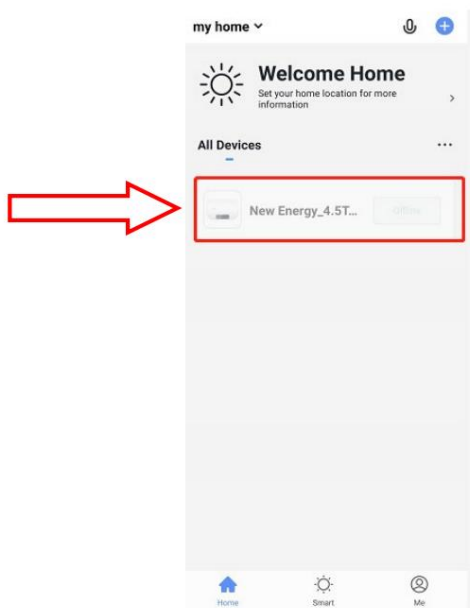 my home
Welcome Home
Set your home location for more
information
All Devices
...
New Energy_4.5T...
Offline
Home
Smart
Me